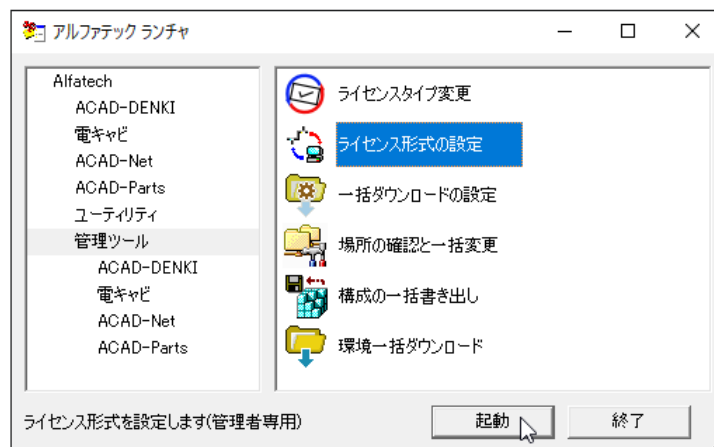 アルファテック ランチャ
Alfatech
ACAD-DENKI
電キャビ
ACAD-Net
ACAD-Parts
ユーティリティ
管理ツール
ACAD-DENKI
電キャビ
ACAD-Net
ACAD-Parts
ライセンスタイプ変更
ライセンス形式の設定
一括ダウンロードの設定
場所の確認と一括変更
構成の一括書き出し
環境一括ダウンロード
ライセンス形式を設定します(管理者専用)
起動
終了